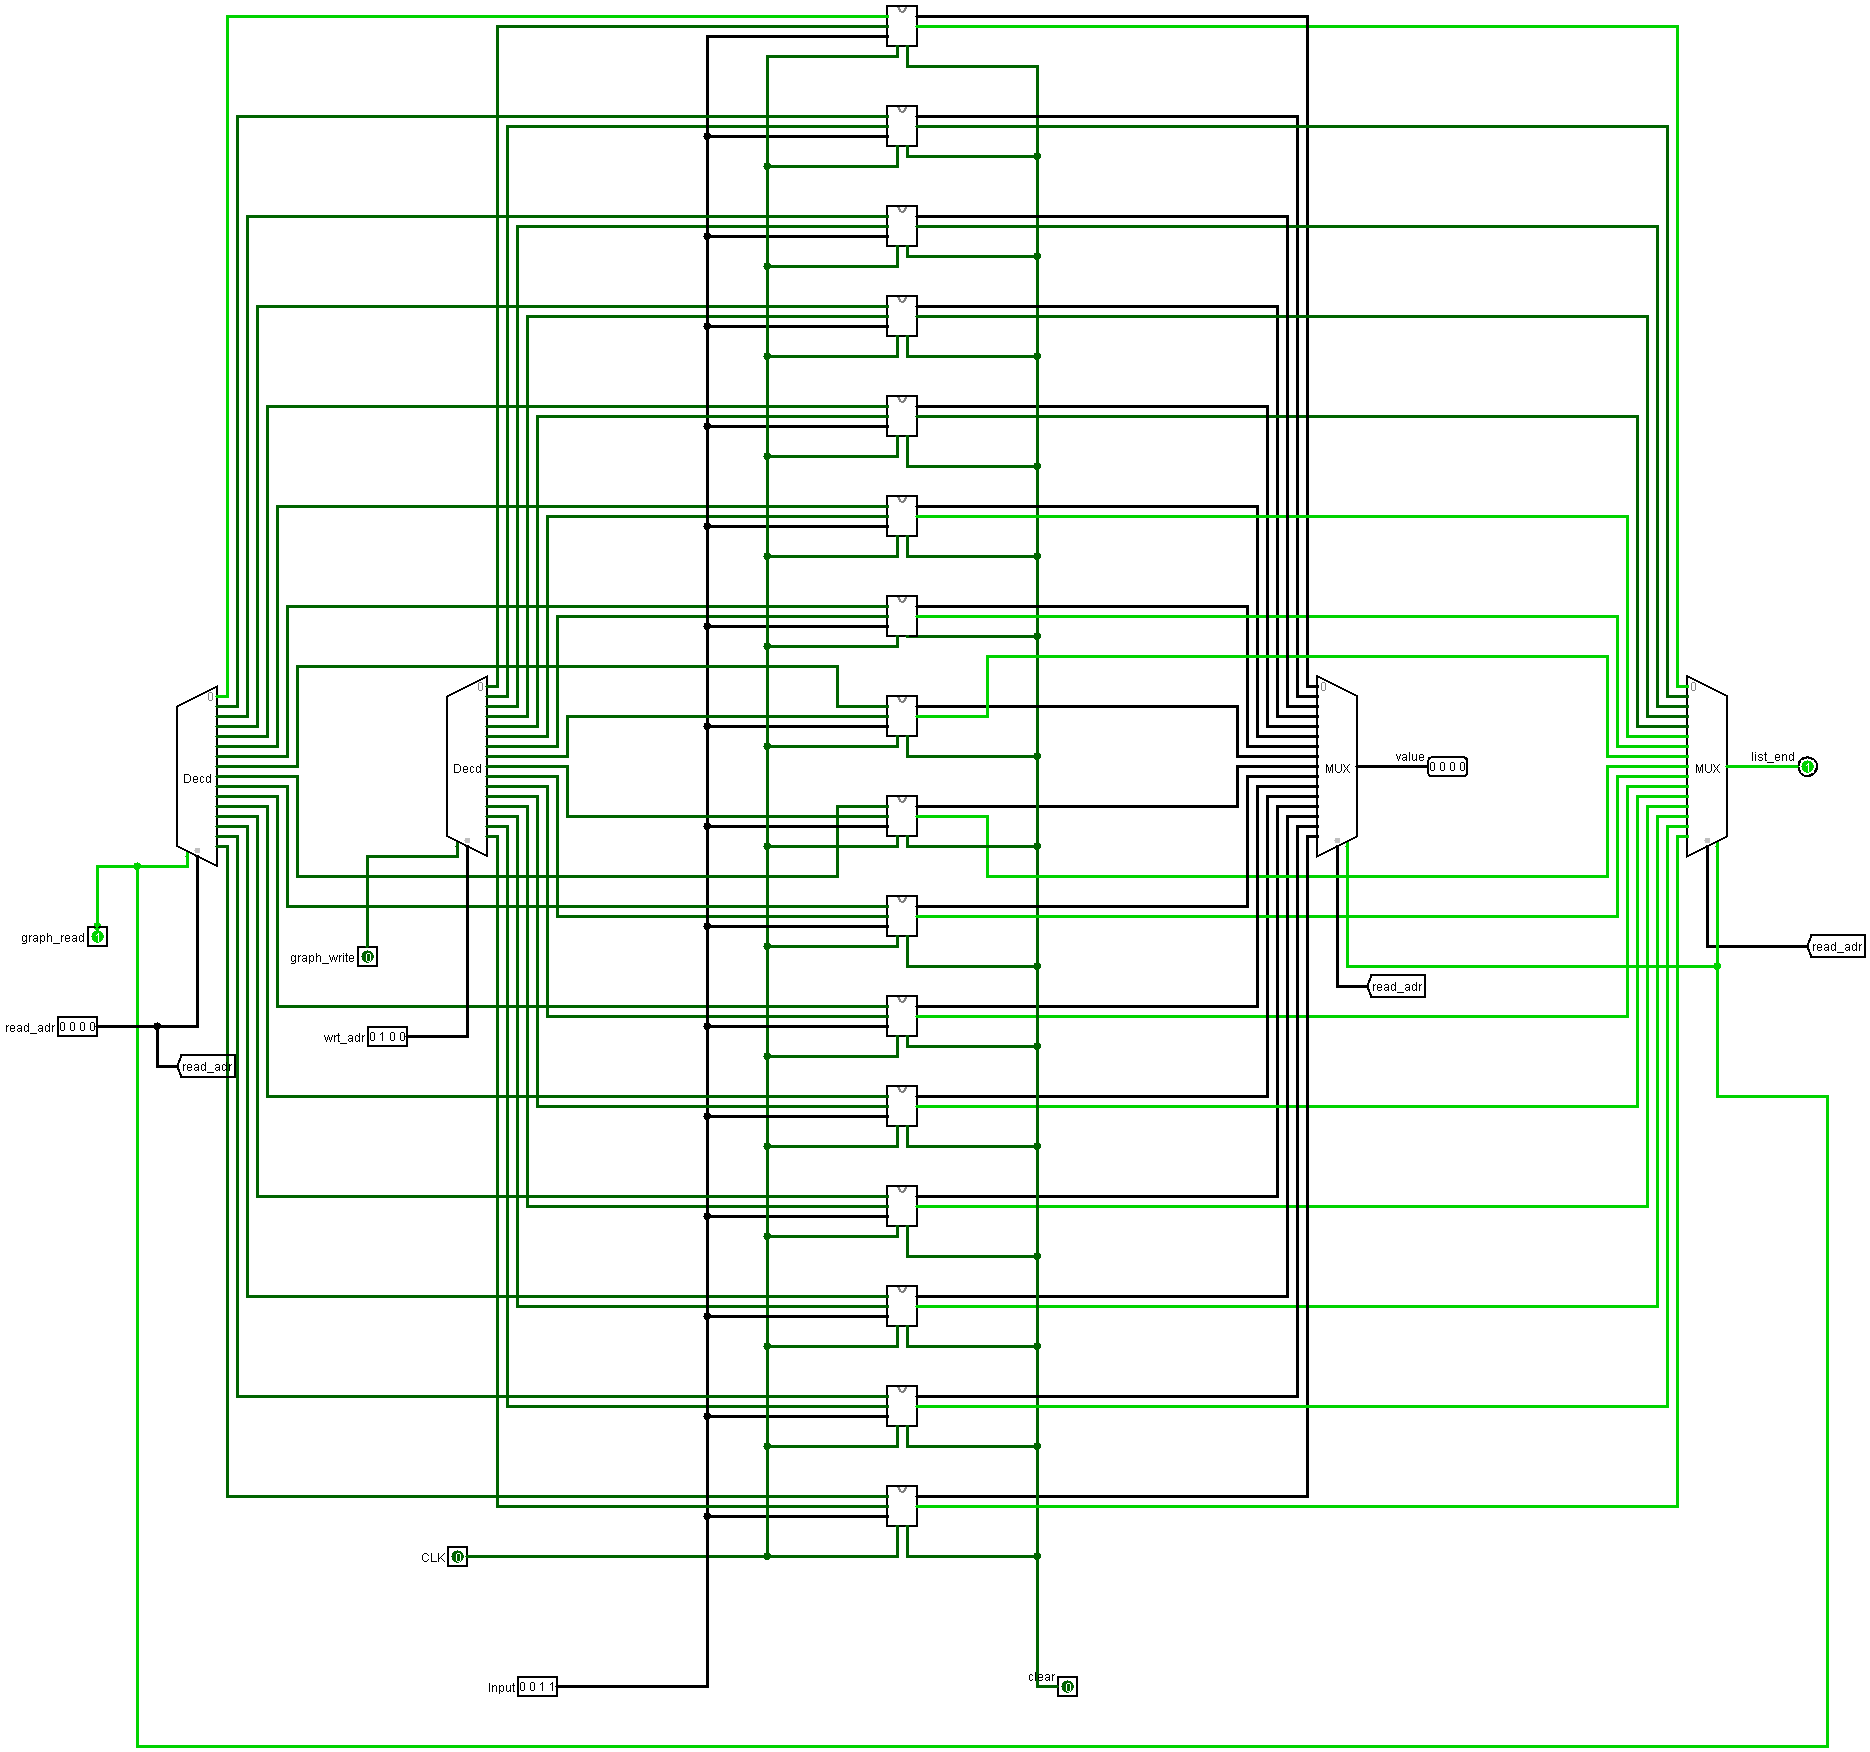 0
0
0
0
value
0 0 0 0
list_end
1
Decd
Decd
MUX
MUX
graph_read
1
graph_write
0
read_adr
read_adr
read_adr
0 0 0 0
wrt_adr
0 1 0 0
read_adr
CLK
0
Input
0 0 1 1
clear
0